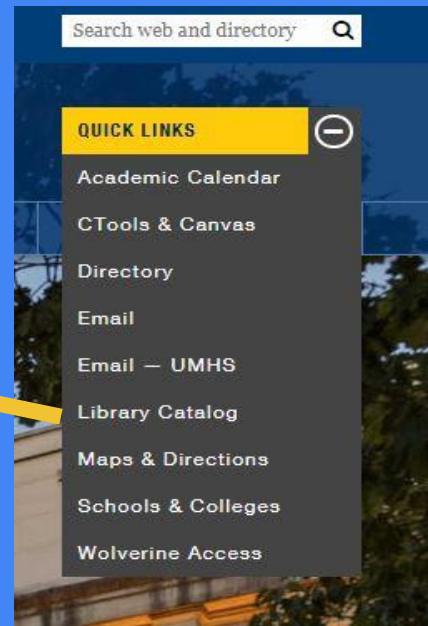 Search web and directory
QUICK LINKS
Academic Calendar
CTools & Canvas
Directory
Email
Email — UMHS
Library Catalog
Maps & Directions
Schools & Colleges
Wolverine Access